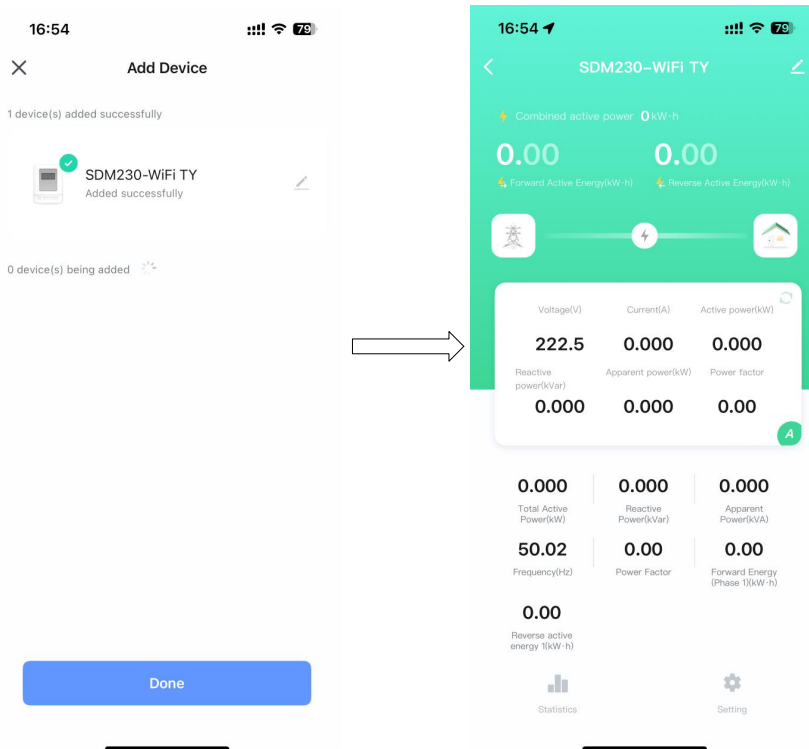 16:54
79
Add Device
1 device(s) added successfully
SDM230-WiFi TY
Added successfully
0 device(s) being added
Done
16:54
79
SDM230-WiFi TY
Combined active power 0 kW·h
0.00 0.00
Forward Active Energy(kW·h) Reverse Active Energy(kW·h)
Voltage(V) Current(A) Active power(kW)
222.5 0.000 0.000
Reactive Apparent power(kW) Power factor
power(kVar)
0.000 0.000 0.00
A
0.000 0.000 0.000
Total Active Reactive Apparent
Power(kW) Power(kVar) Power(kVA)
50.02 0.00 0.00
Frequency(Hz) Power Factor Forward Energy
(Phase 1)(kW·h)
0.00
Reverse active
energy 1(kW·h)
Statistics Setting